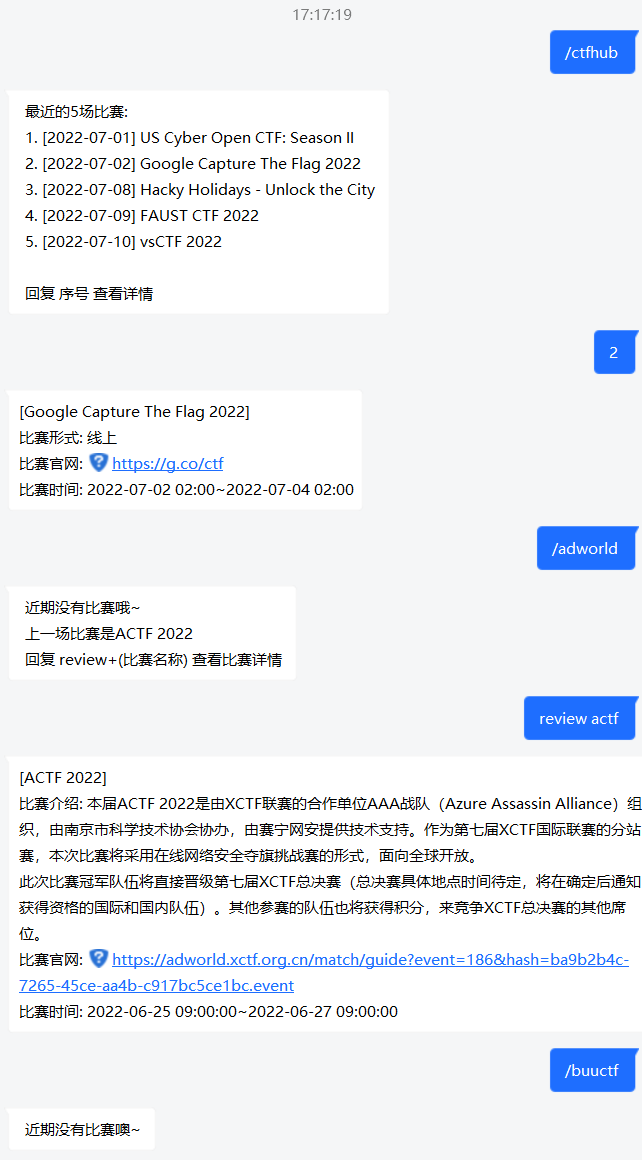 17:17:19
/ctfhub
最近的5场比赛:
1. [2022-07-01] US Cyber Open CTF: Season II
2. [2022-07-02] Google Capture The Flag 2022
3. [2022-07-08] Hacky Holidays - Unlock the City
4. [2022-07-09] FAUST CTF 2022
5. [2022-07-10] vsCTF 2022
回复 序号 查看详情
2
[Google Capture The Flag 2022]
比赛形式: 线上
比赛官网: https://g.co/ctf
比赛时间: 2022-07-02 02:00~2022-07-04 02:00
/adworld
近期没有比赛哦~
上一场比赛是ACTF 2022
回复 review+(比赛名称) 查看比赛详情
review actf
[ACTF 2022]
比赛介绍: 本届ACTF 2022是由XCTF联赛的合作单位AAA战队（Azure Assassin Alliance）组
织，由南京市科学技术协会协办，由赛宁网安提供技术支持。作为第七届XCTF国际联赛的分站
赛，本次比赛将采用在线网络安全夺旗挑战赛的形式，面向全球开放。
此次比赛冠军队伍将直接晋级第七届XCTF总决赛（总决赛具体地点时间待定，将在确定后通知
获得资格的国际和国内队伍）。其他参赛的队伍也将获得积分，来竞争XCTF总决赛的其他席
位。
比赛官网: https://adworld.xctf.org.cn/match/guide?event=186&hash=ba9b2b4c-
7265-45ce-aa4b-c917bc5ce1bc.event
比赛时间: 2022-06-25 09:00:00~2022-06-27 09:00:00
/buuctf
近期没有比赛噢~